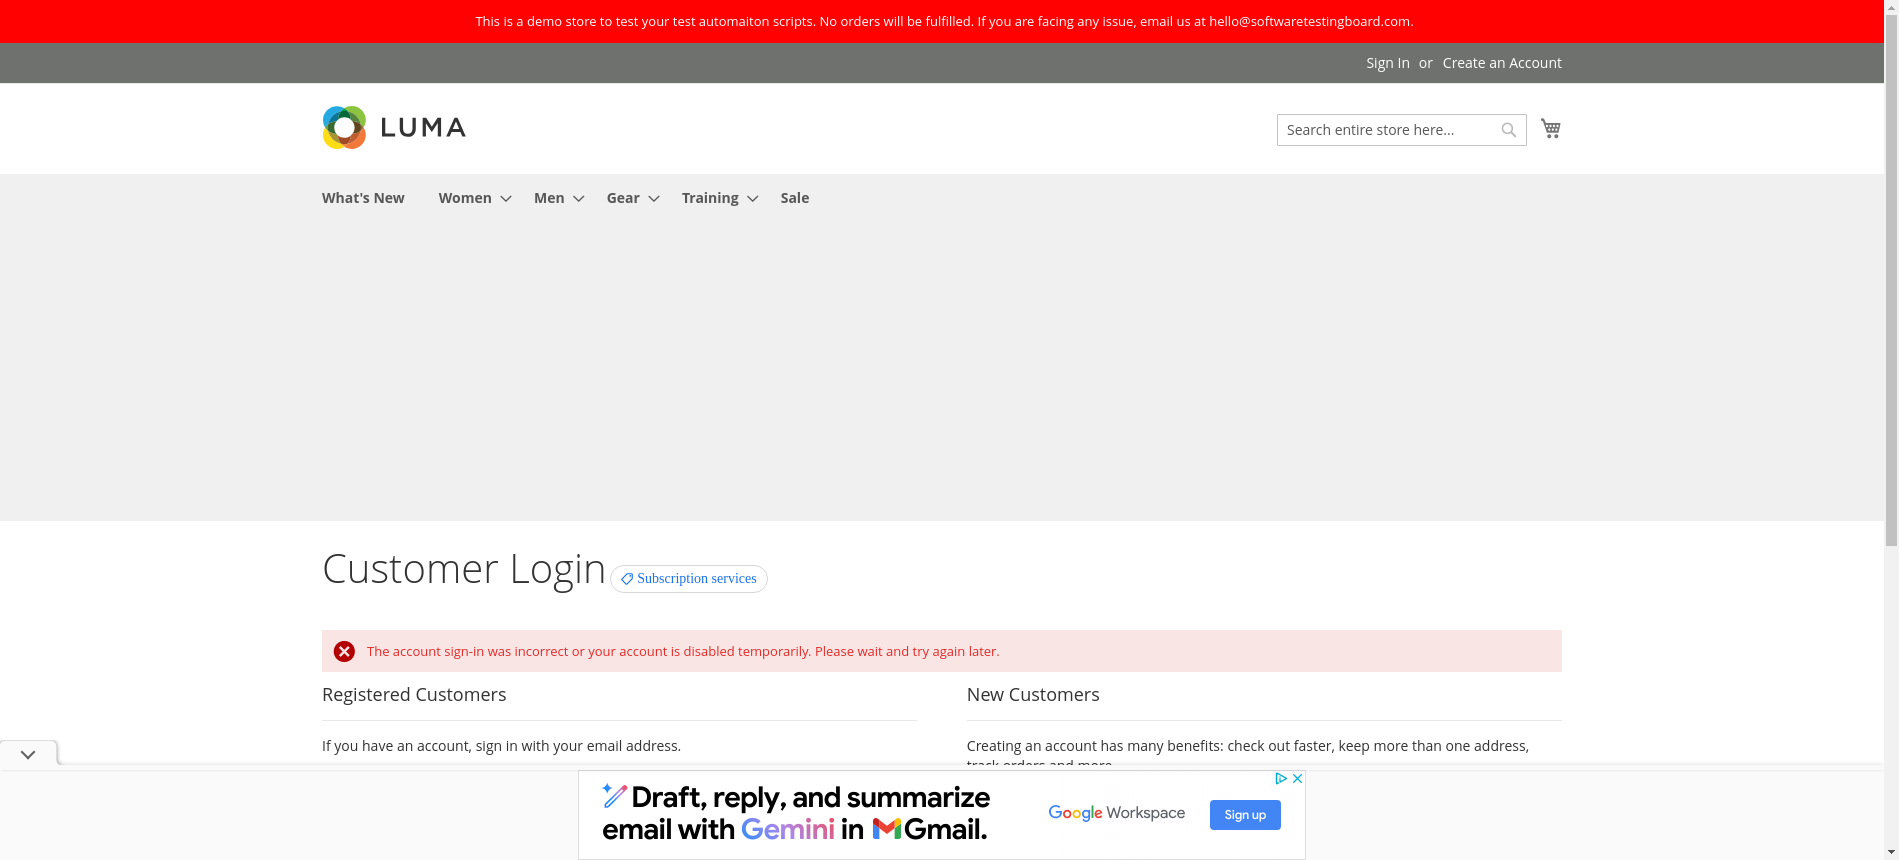 This is a demo store to test your test automaiton scripts. No orders will be fulfilled. If you are facing any issue, email us at hello@softwaretestingboard.com.
Sign In or Create an Account
LUMA
Search entire store here...
What's New Women Men Gear Training Sale
Customer Login
Subscription services
The account sign-in was incorrect or your account is disabled temporarily. Please wait and try again later.
Registered Customers
If you have an account, sign in with your email address.
New Customers
Creating an account has many benefits: check out faster, keep more than one address,
track orders and more.
Draft, reply, and summarize
email with Gemini in Gmail.
Google Workspace
Sign up